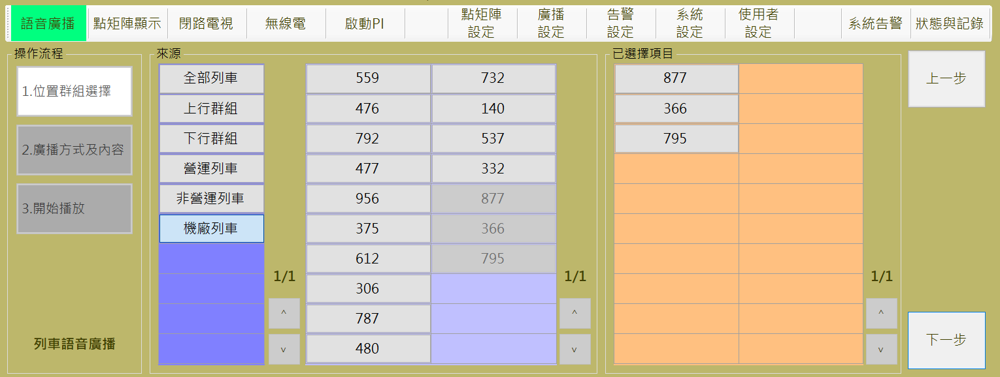 語音廣播
點矩陣顯示
閉路電視
無線電
啟動PI
點矩陣
設定
廣播
設定
告警
設定
系統
設定
使用者
設定
系統告警
狀態與記錄
操作流程
1.位置群組選擇
2.廣播方式及內容
3.開始播放
列車語音廣播
來源
全部列車
上行群組
下行群組
營運列車
非營運列車
機廠列車
1/1
^
v
559
476
792
477
956
375
612
306
787
480
732
140
537
332
877
366
795
1/1
^
v
已選擇項目
877
366
795
1/1
^
v
上一步
下一步